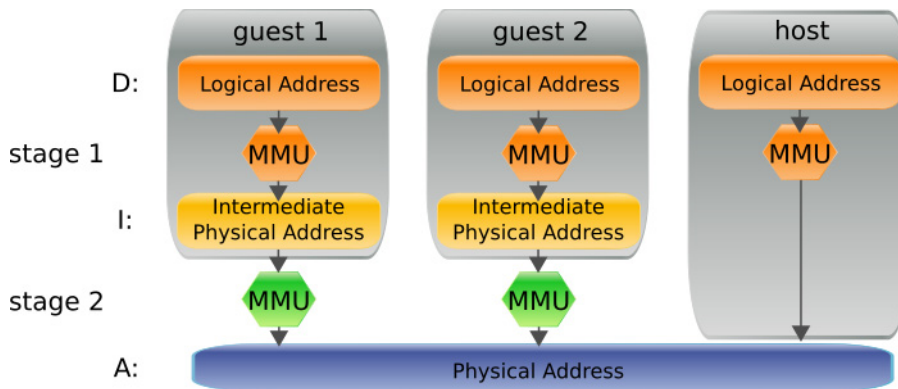 guest 1
guest 2
host
D:
Logical Address
Logical Address
Logical Address
stage 1
MMU
MMU
MMU
I:
Intermediate
Physical Address
Intermediate
Physical Address
stage 2
MMU
MMU
A:
Physical Address